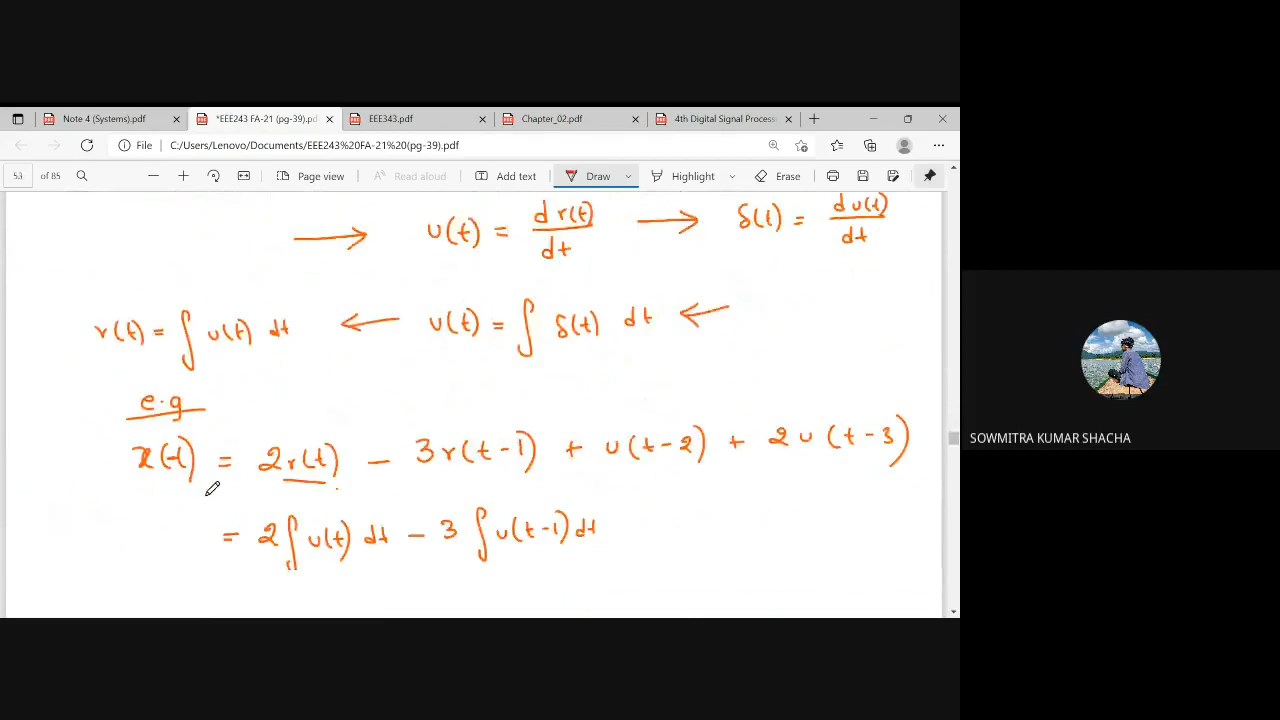 Note 4 (Systems).pdf
*EEE243 FA-21 (pg-39).pd
EEE343.pdf
Chapter_02.pdf
4th Digital Signal Process
File C:/Users/Lenovo/Documents/EEE243%20FA-21%20(pg-39).pdf
53 of 85 Page view Read aloud Add text Draw Highlight Erase
→ u(t) = d r(t)/dt → δ(t) = d u(t)/dt
r(t) = ∫ u(t) dt ← u(t) = ∫ δ(t) dt ←
e.g
x(t) = 2r(t) - 3r(t-1) + u(t-2) + 2u(t-3)
= 2∫u(t) dt - 3∫u(t-1)dt
SOWMITRA KUMAR SHACHA